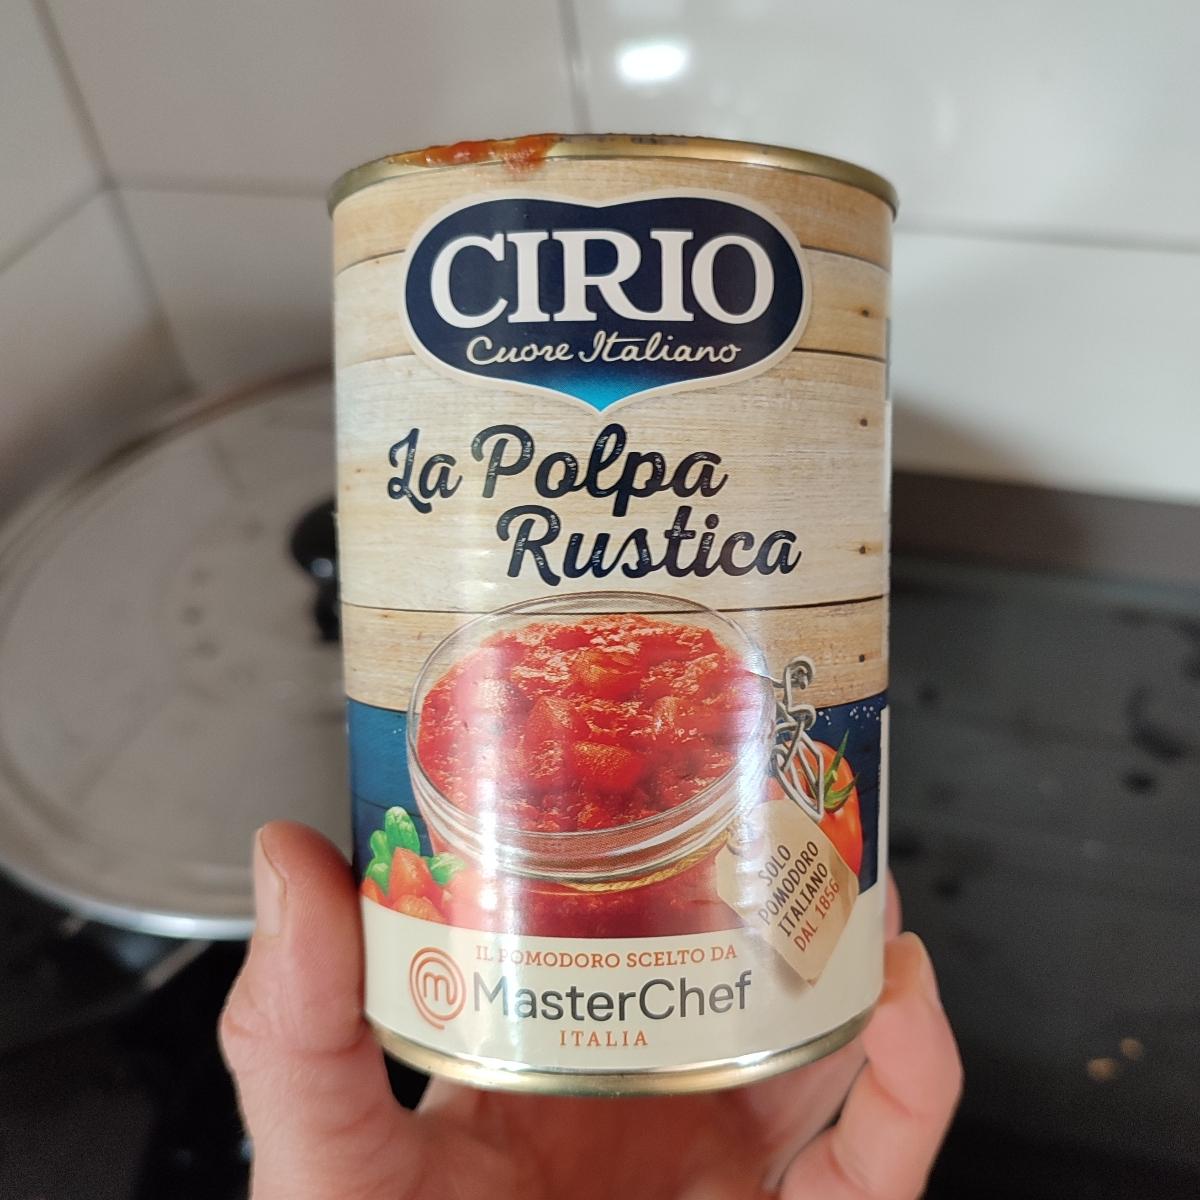 CIRIO
Cuore Italiano
La Polpa
Rustica
SOLO
POMODORO
ITALIANO
DAL 1856
IL POMODORO SCELTO DA
m MasterChef
ITALIA